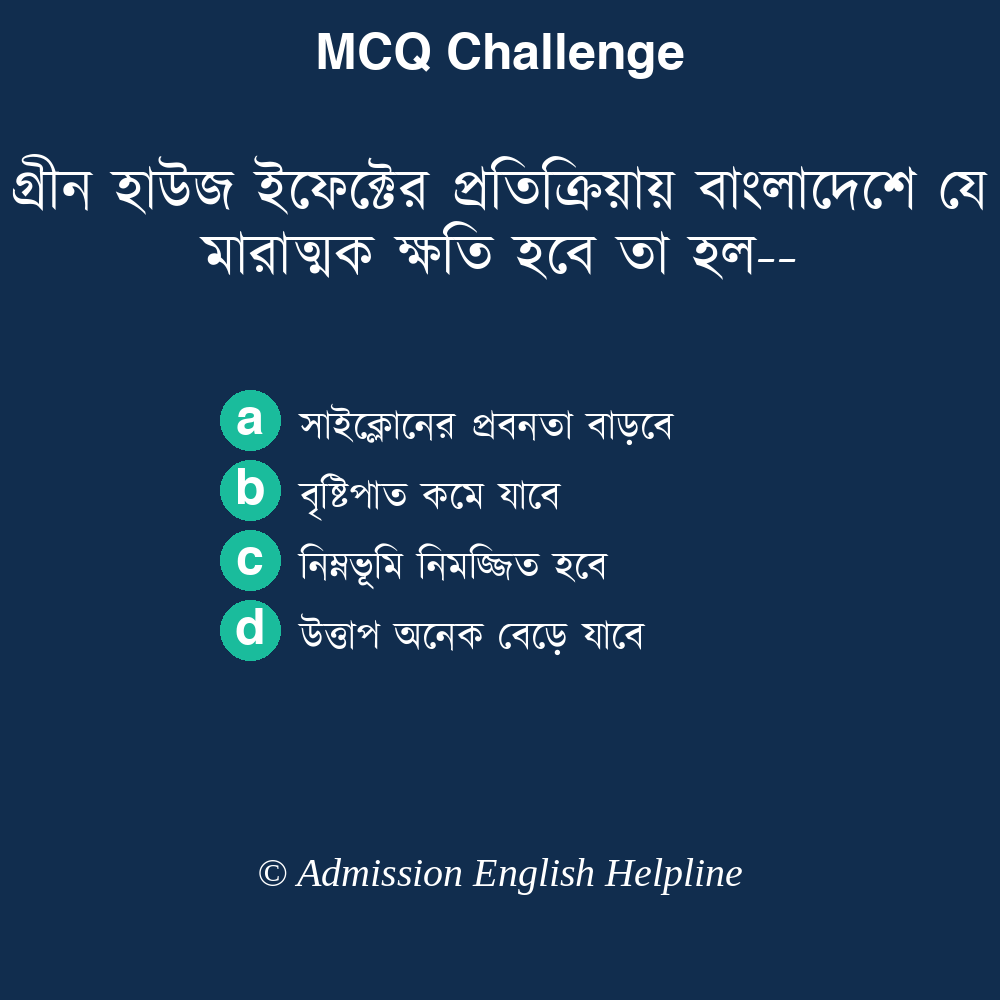 MCQ Challenge
গ্রীন হাউজ ইফেক্টের প্রতিক্রিয়ায় বাংলাদেশে যে
মারাত্মক ক্ষতি হবে তা হল--
a সাইক্লোনের প্রবনতা বাড়বে
b বৃষ্টিপাত কমে যাবে
c নিম্নভূমি নিমজ্জিত হবে
d উত্তাপ অনেক বেড়ে যাবে
© Admission English Helpline